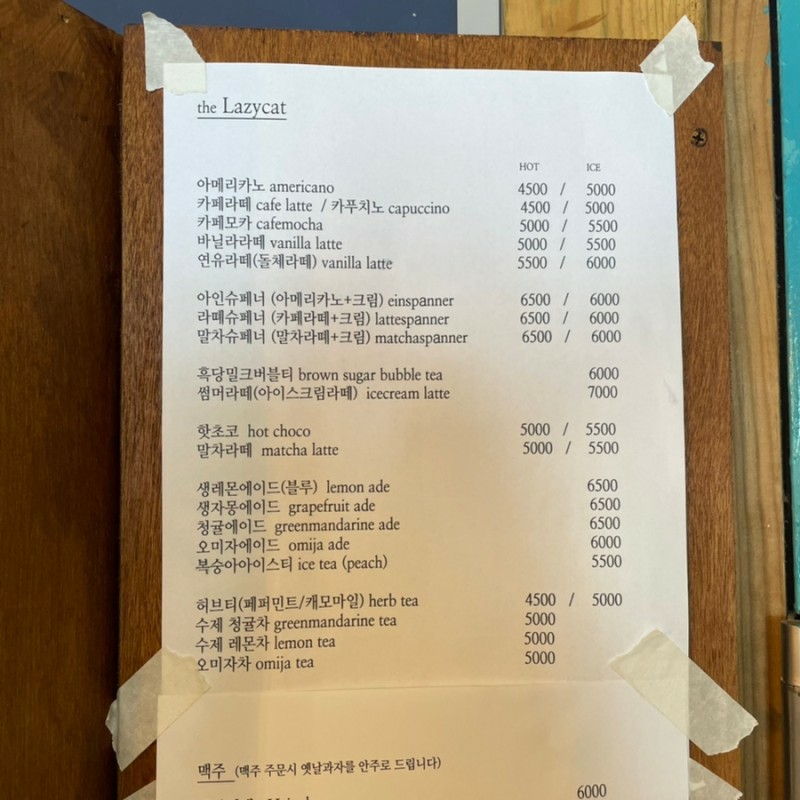 the Lazycat
HOT ICE
아메리카노 americano 4500 / 5000
카페라떼 cafe latte / 카푸치노 capuccino 4500 / 5000
카페모카 cafemocha 5000 / 5500
바닐라라떼 vanilla latte 5000 / 5500
연유라떼(돌체라떼) vanilla latte 5500 / 6000
아인슈페너 (아메리카노+크림) einspanner 6500 / 6000
라떼슈페너 (카페라떼+크림) lattespanner 6500 / 6000
말차슈페너 (말차라떼+크림) matchaspanner 6500 / 6000
흑당밀크버블티 brown sugar bubble tea 6000
썸머라떼(아이스크림라떼) icecream latte 7000
핫초코 hot choco 5000 / 5500
말차라떼 matcha latte 5000 / 5500
생레몬에이드(블루) lemon ade 6500
생자몽에이드 grapefruit ade 6500
청귤에이드 greenmandarine ade 6500
오미자에이드 omija ade 6000
복숭아아이스티 ice tea (peach) 5500
허브티(페퍼민트/캐모마일) herb tea 4500 / 5000
수제 청귤차 greenmandarine tea 5000
수제 레몬차 lemon tea 5000
오미자차 omija tea 5000
맥주 (맥주 주문시 옛날과자를 안주로 드립니다)
6000